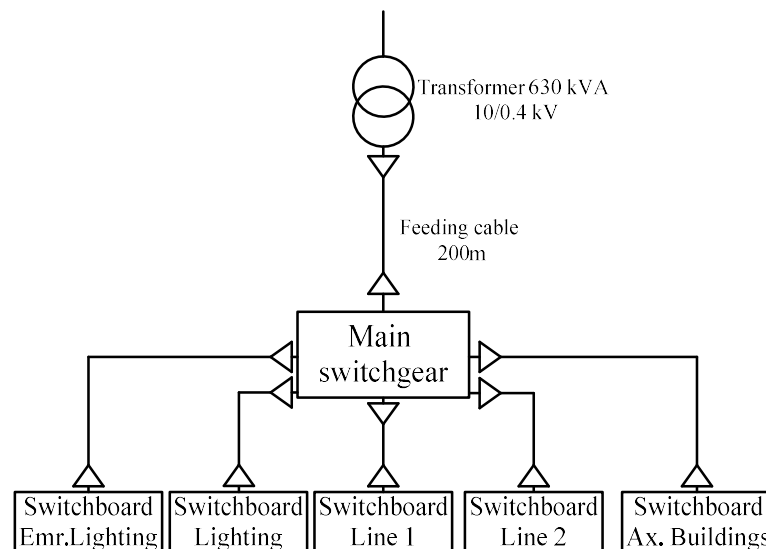 Transformer 630 kVA
10/0.4 kV
Feeding cable
200m
Main
switchgear
Switchboard
Emr.Lighting
Switchboard
Lighting
Switchboard
Line 1
Switchboard
Line 2
Switchboard
Ax. Buildings